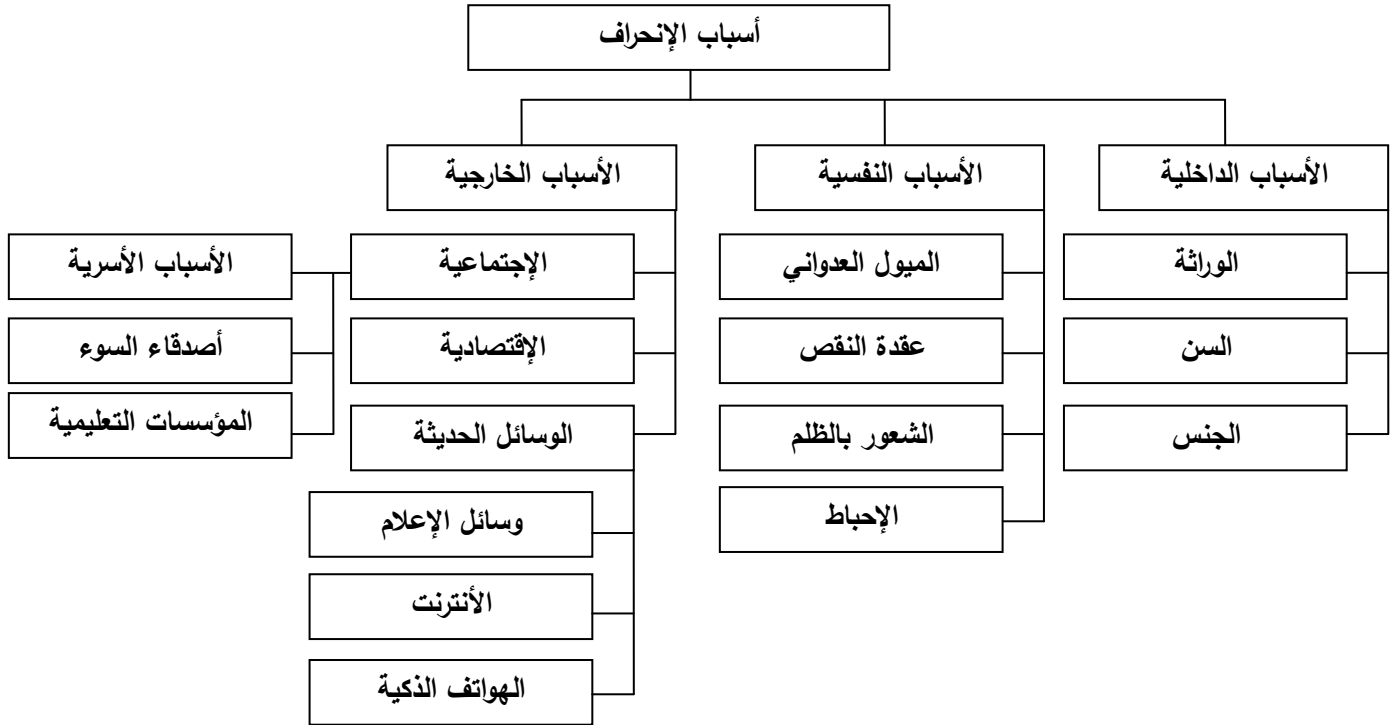 أسباب الإنحراف
الأسباب الداخلية
الأسباب النفسية
الأسباب الخارجية
الوراثة
الميول العدواني
الإجتماعية
الأسباب الأسرية
السن
عقدة النقص
الإقتصادية
أصدقاء السوء
الجنس
الشعور بالظلم
الوسائل الحديثة
المؤسسات التعليمية
الإحباط
وسائل الإعلام
الأنترنت
الهواتف الذكية